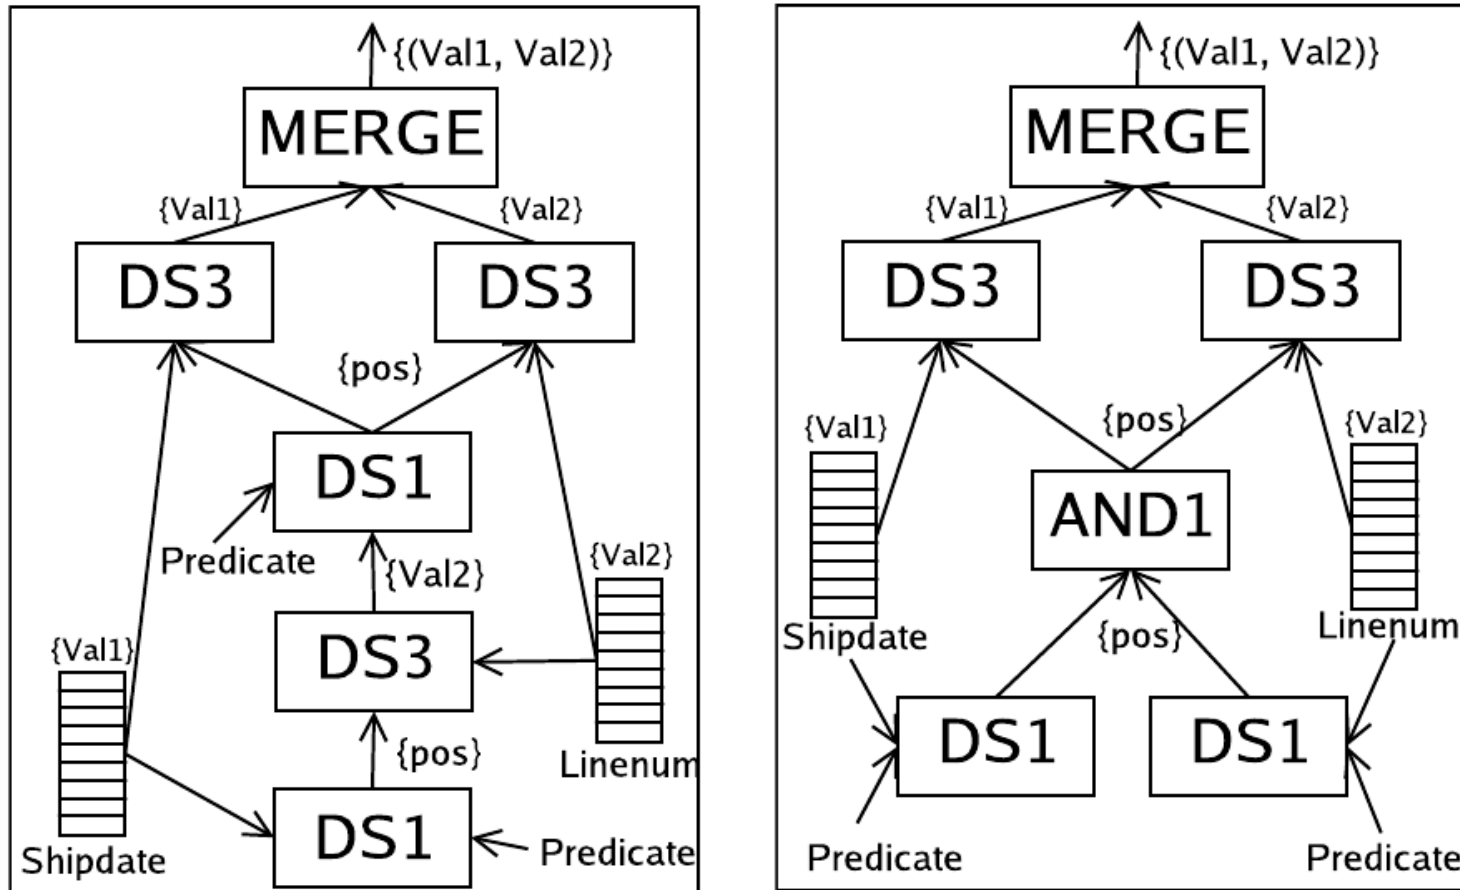 {(Val1, Val2)}
MERGE
{Val1}
{Val2}
DS3
DS3
{pos}
DS1
Predicate
{Val2}
{Val2}
DS3
{Val1}
{pos}
Linenum
DS1
Predicate
Shipdate
{(Val1, Val2)}
MERGE
{Val1}
{Val2}
DS3
DS3
{Val1}
{pos}
{Val2}
AND1
Shipdate
{pos}
Linenum
DS1
DS1
Predicate
Predicate